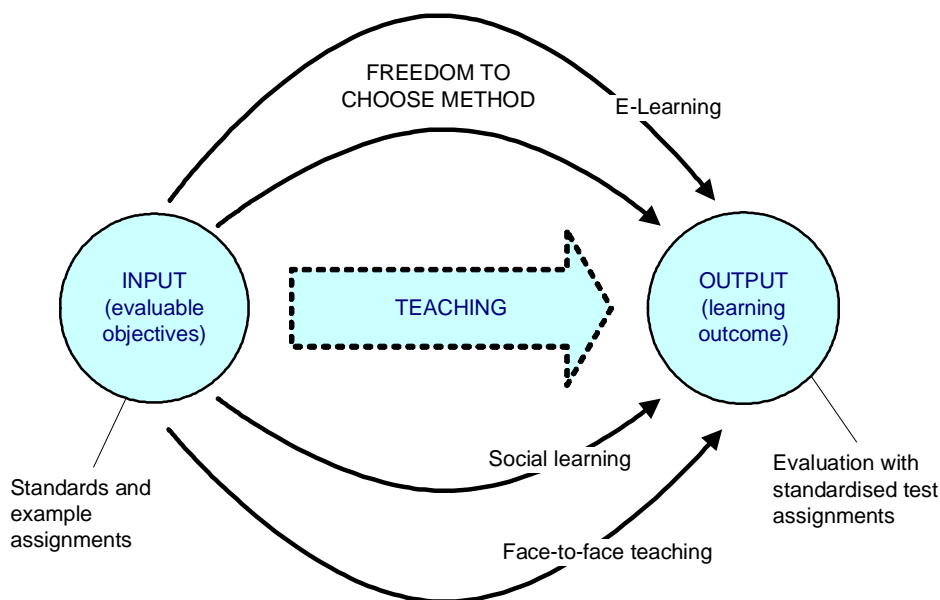 FREEDOM TO
CHOOSE METHOD
E-Learning
INPUT
(evaluable
objectives)
TEACHING
OUTPUT
(learning
outcome)
Social learning
Standards and
example
assignments
Evaluation with
standardised test
assignments
Face-to-face teaching